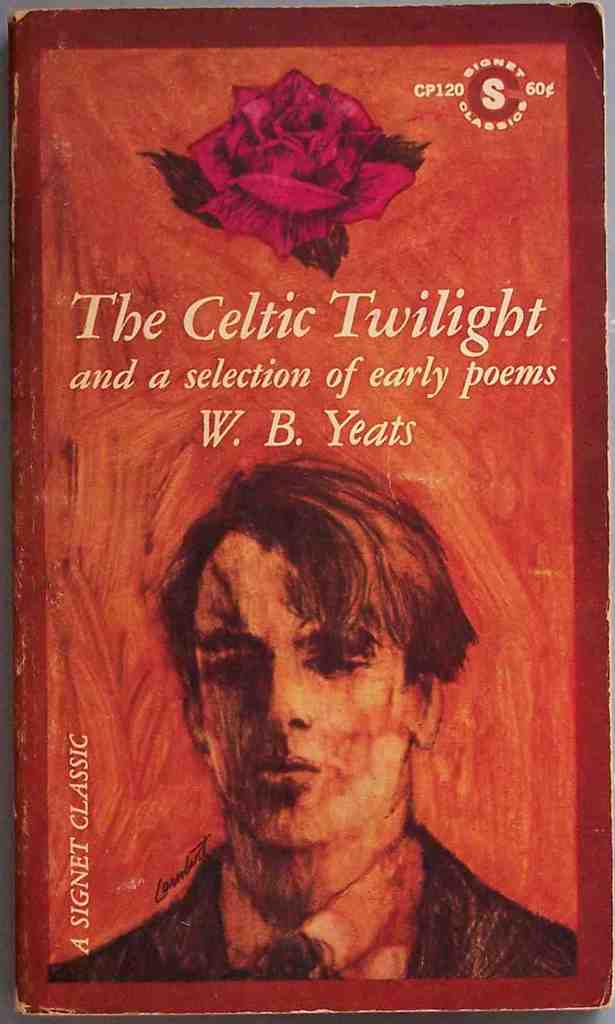 CP120
SIGNET
S
CLASSICS
60¢
The Celtic Twilight
and a selection of early poems
W. B. Yeats
A SIGNET CLASSIC